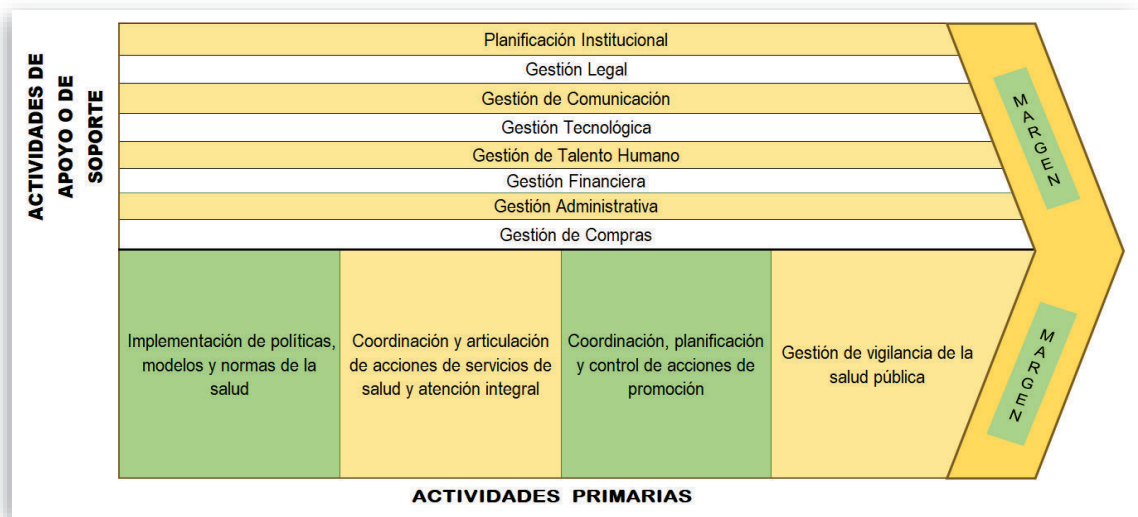 ACTIVIDADES DE
APOYO O DE
SOPORTE
Planificación Institucional
Gestión Legal
Gestión de Comunicación
Gestión Tecnológica
Gestión de Talento Humano
Gestión Financiera
Gestión Administrativa
Gestión de Compras
MARGEN
Implementación de políticas,
modelos y normas de la
salud
Coordinación y articulación
de acciones de servicios de
salud y atención integral
Coordinación, planificación
y control de acciones de
promoción
Gestión de vigilancia de la
salud pública
MARGEN
ACTIVIDADES PRIMARIAS